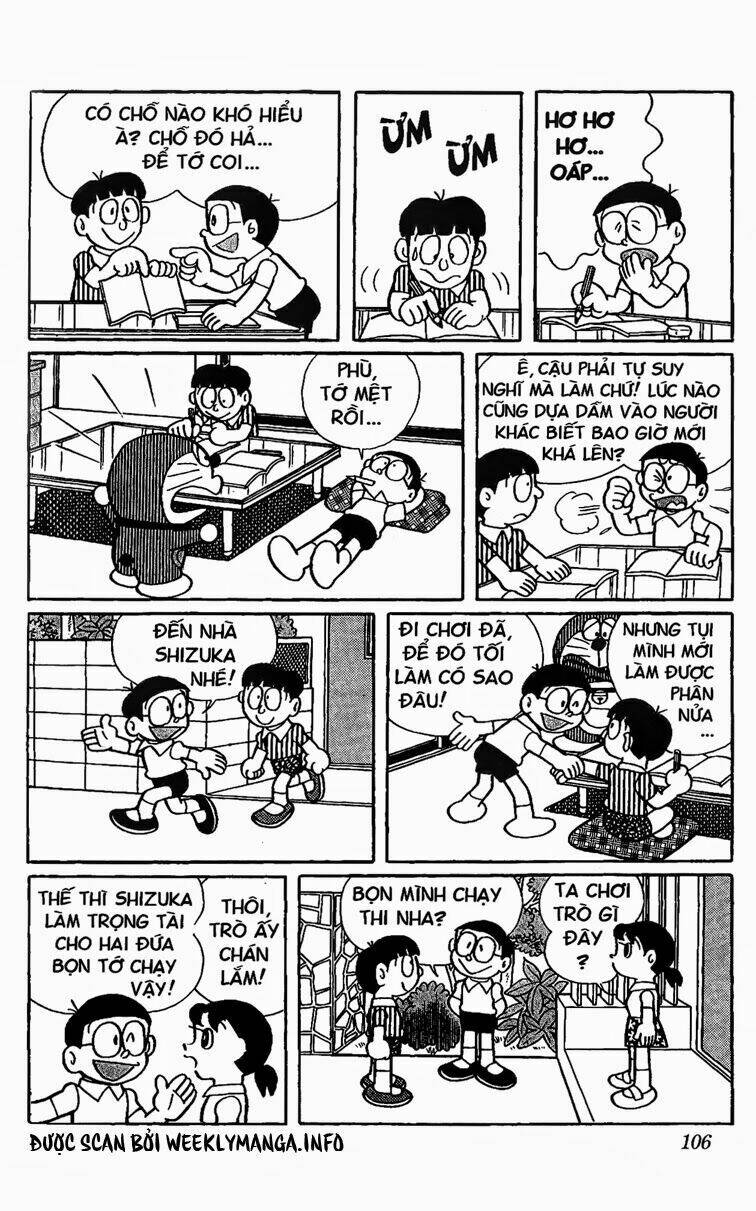 HƠ HƠ
HƠ...
OÁP...
ỪM
ỪM
CÓ CHỖ NÀO KHÓ HIỂU
À? CHỖ ĐÓ HẢ...
ĐỂ TỚ COI...
Ê, CẬU PHẢI TỰ SUY
NGHĨ MÀ LÀM CHỨ! LÚC NÀO
CŨNG DỰA DẪM VÀO NGƯỜI
KHÁC BIẾT BAO GIỜ MỚI
KHÁ LÊN?
PHÙ,
TỚ MỆT
RỒI...
NHƯNG TỤI
MÌNH MỚI
LÀM ĐƯỢC
PHÂN
NỬA
...
ĐI CHƠI ĐÃ,
ĐỂ ĐÓ TỐI
LÀM CÓ SAO
ĐÂU!
ĐẾN NHÀ
SHIZUKA
NHÉ!
TA CHƠI
TRÒ GÌ
ĐÂY
?
BỌN MÌNH CHẠY
THI NHA?
THÔI,
TRÒ ẤY
CHÁN
LẮM!
THẾ THÌ SHIZUKA
LÀM TRỌNG TÀI
CHO HAI ĐỨA
BỌN TỚ CHẠY
VẬY!
ĐƯỢC SCAN BỞI WEEKLYMANGA.INFO
106